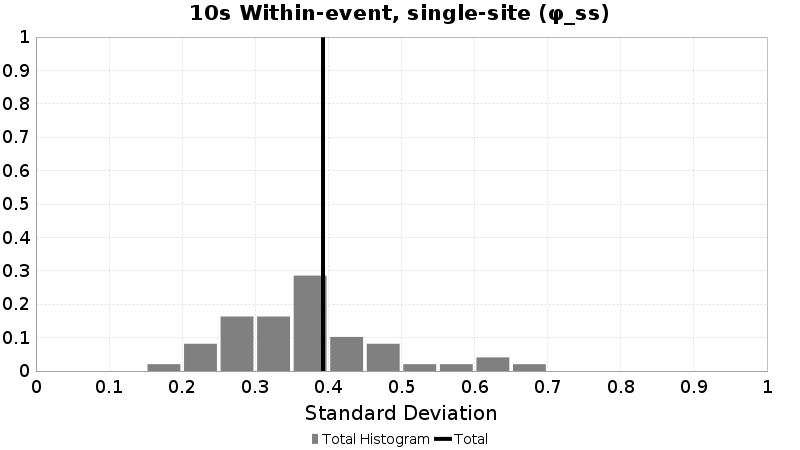 10s Within-event, single-site (φ_ss)
1
0.9
0.8
0.7
0.6
0.5
0.4
0.3
0.2
0.1
0
0 0.1 0.2 0.3 0.4 0.5 0.6 0.7 0.8 0.9 1
Standard Deviation
Total Histogram Total